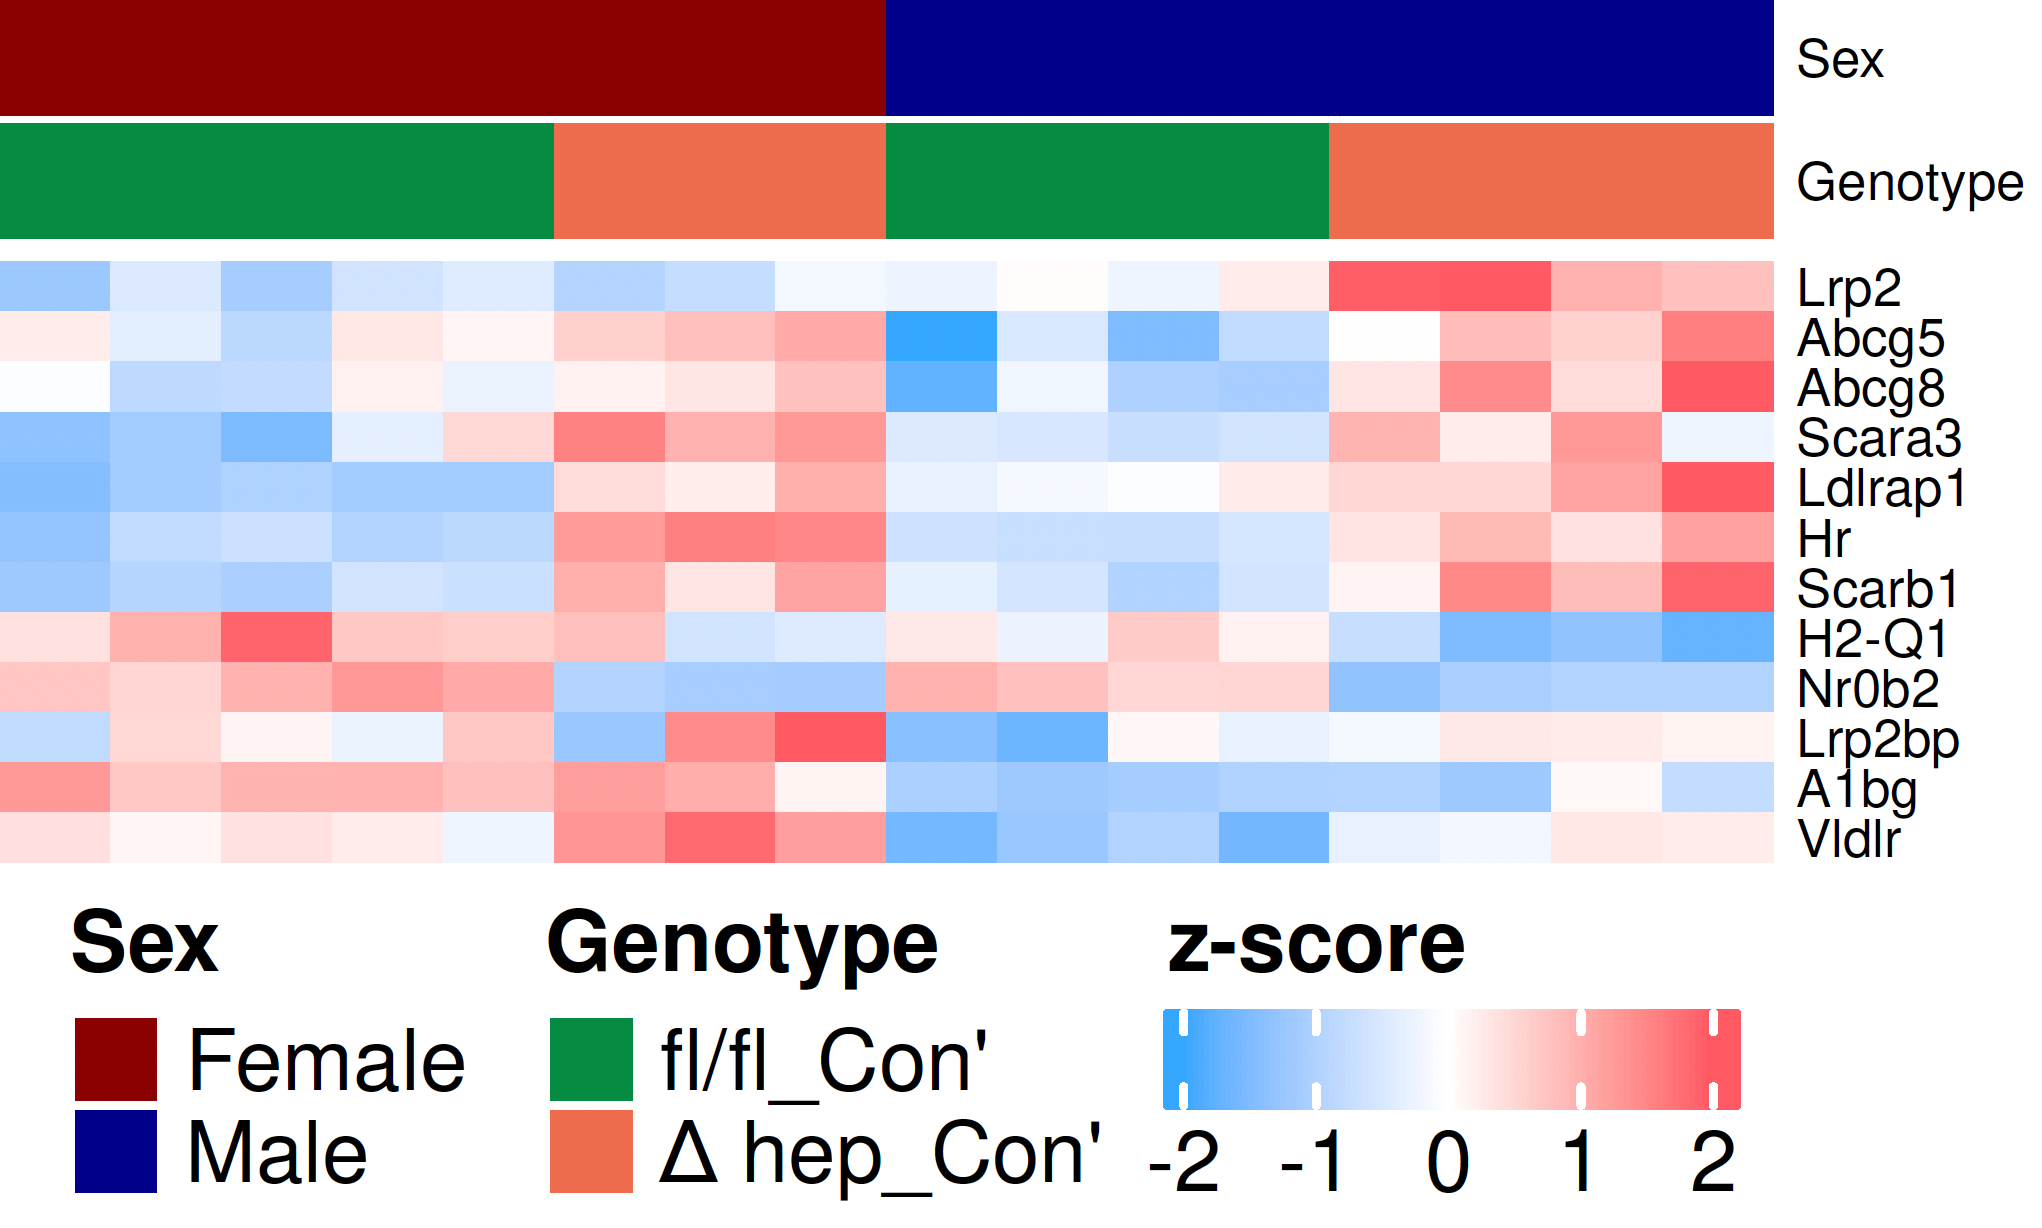 Sex
Genotype
Lrp2
Abcg5
Abcg8
Scara3
Ldlrap1
Hr
Scarb1
H2-Q1
Nr0b2
Lrp2bp
A1bg
Vldlr
Sex
Female
Male
Genotype
fl/fl_Con'
Δ hep_Con'
z-score
-2 -1 0 1 2